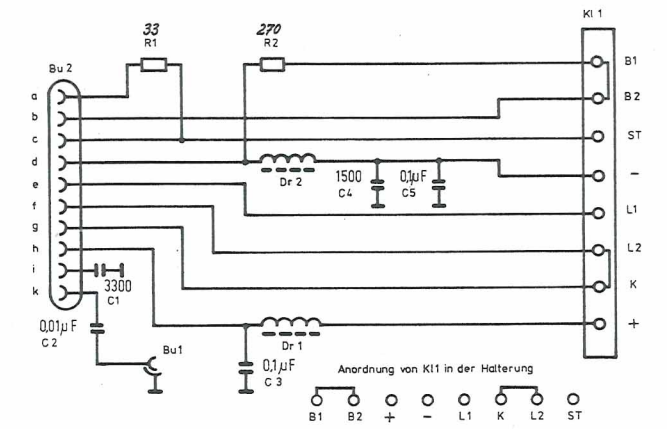 Kl 1
33
R1
270
R2
Bu 2
B1
a
B2
b
c
ST
d
Dr 2
1500
C4
0,1µF
C5
–
e
L1
f
g
L2
h
i
3300
C1
K
k
0,01µF
C2
Bu1
Dr 1
+
0,1µF
C 3
Anordnung von Kl1 in der Halterung
B1 B2 + – L1 K L2 ST